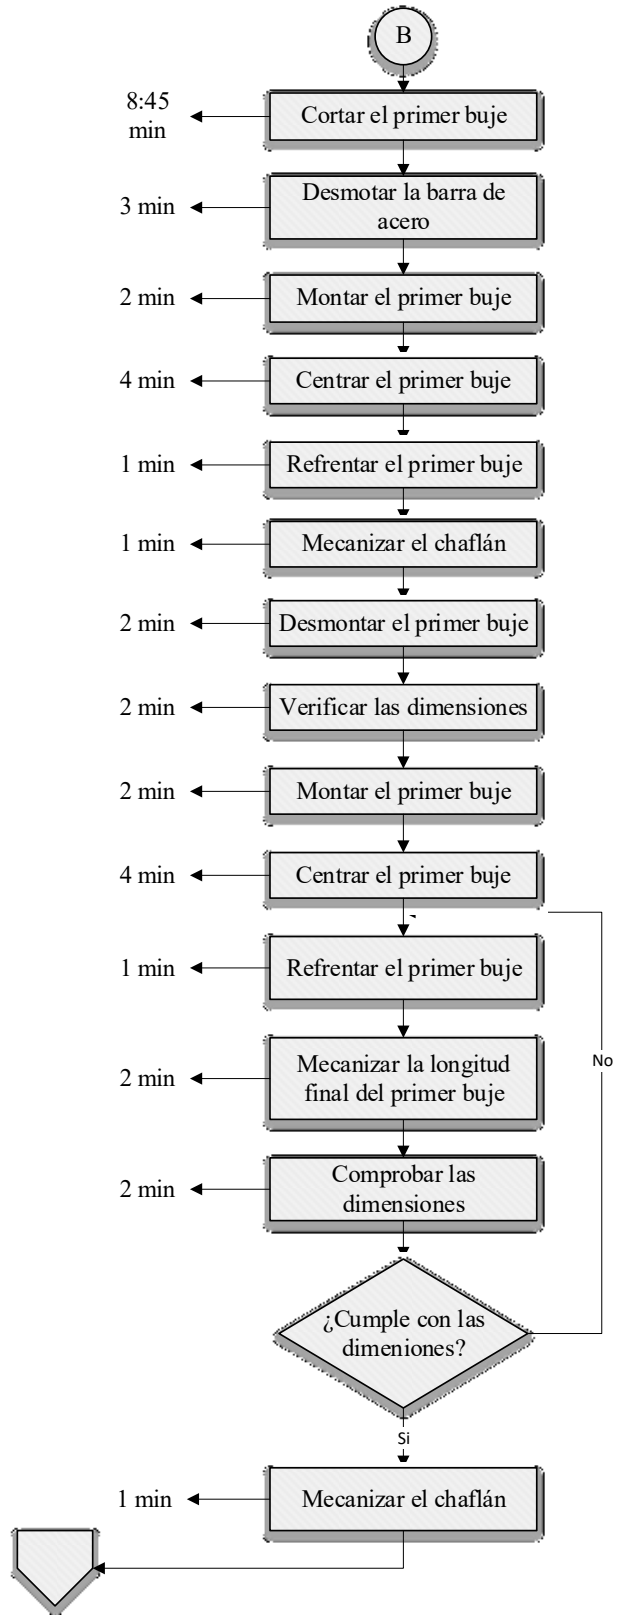 B
8:45
min
Cortar el primer buje
3 min
Desmotar la barra de
acero
2 min
Montar el primer buje
4 min
Centrar el primer buje
1 min
Refrentar el primer buje
1 min
Mecanizar el chaflán
2 min
Desmontar el primer buje
2 min
Verificar las dimensiones
2 min
Montar el primer buje
4 min
Centrar el primer buje
1 min
Refrentar el primer buje
No
2 min
Mecanizar la longitud
final del primer buje
2 min
Comprobar las
dimensiones
¿Cumple con las
dimeniones?
Si
1 min
Mecanizar el chaflán